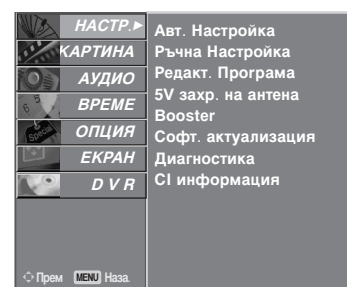 НАСТР.
КАРТИНА
АУДИО
ВРЕМЕ
ОПЦИЯ
ЕКРАН
D V R
Авт. Настройка
Ръчна Настройка
Редакт. Програма
5V захр. на антена
Booster
Софт. актуализация
Диагностика
CI информация
Прем MENU Наза.